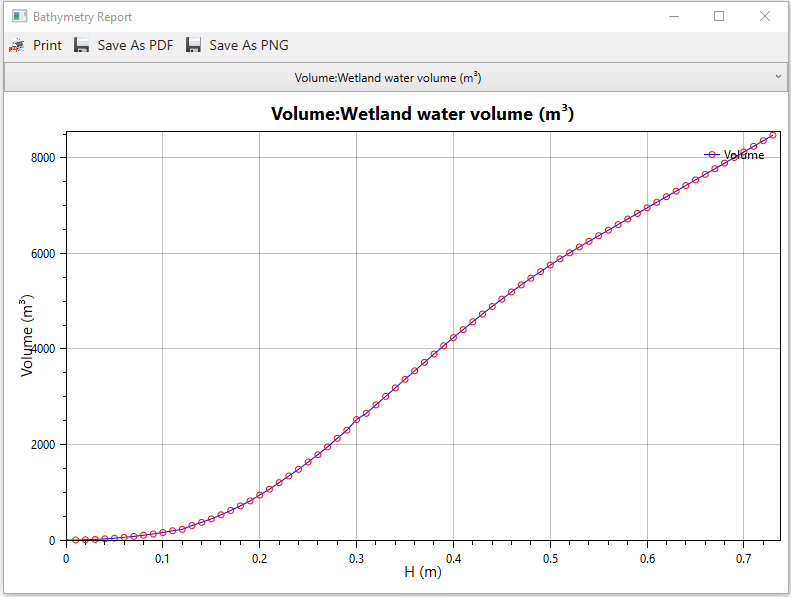 Bathymetry Report
Print Save As PDF Save As PNG
Volume:Wetland water volume (m³)
Volume:Wetland water volume (m³)
Volume
8000
6000
4000
2000
0
Volume (m³)
0 0.1 0.2 0.3 0.4 0.5 0.6 0.7
H (m)